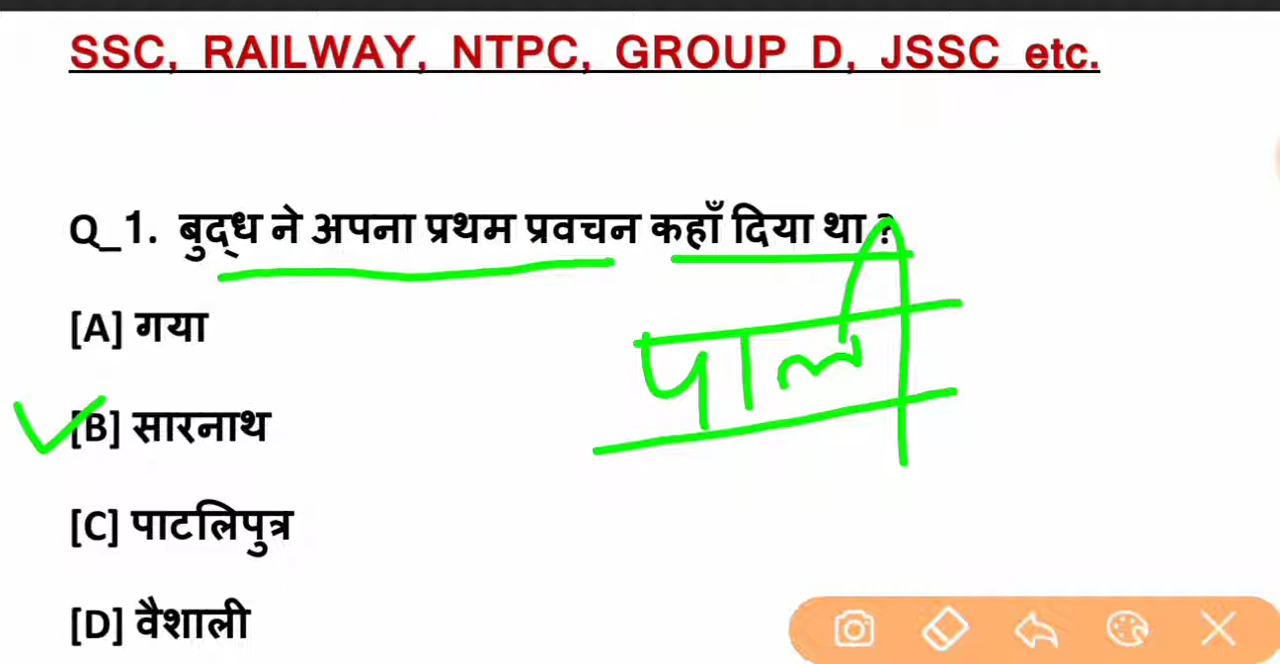 SSC, RAILWAY, NTPC, GROUP D, JSSC etc.
Q_1. बुद्ध ने अपना प्रथम प्रवचन कहाँ दिया था ?
[A] गया
पाली
[B] सारनाथ
[C] पाटलिपुत्र
[D] वैशाली